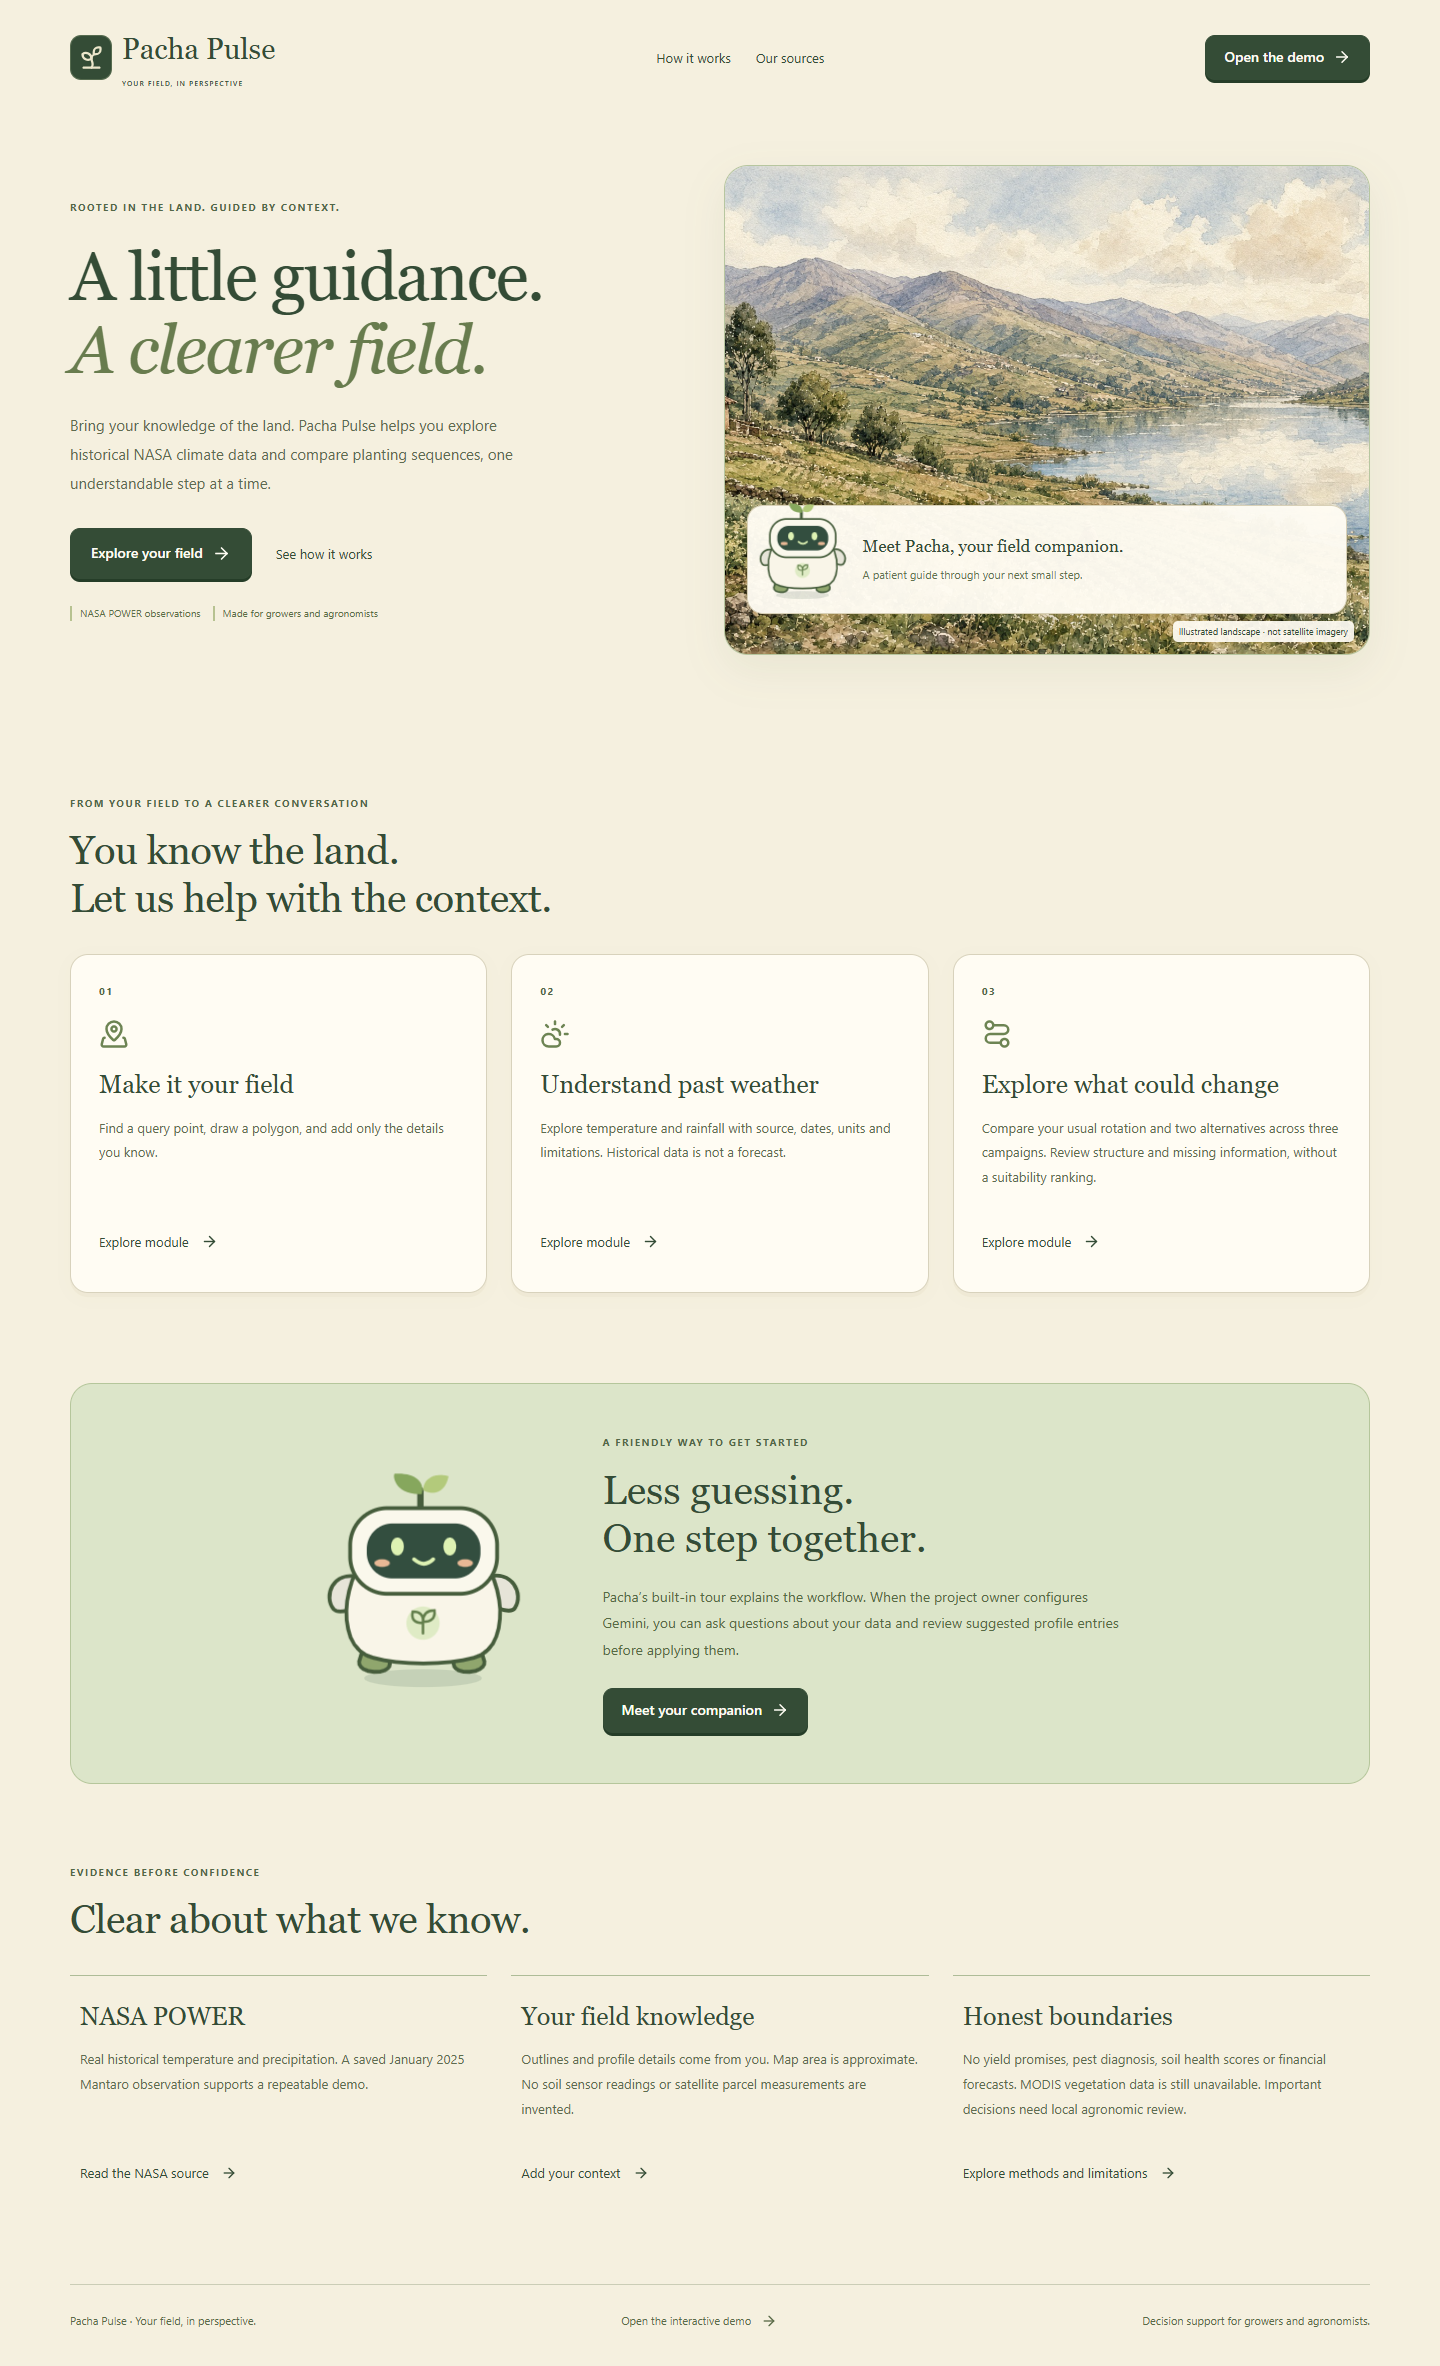 Pacha Pulse
YOUR FIELD, IN PERSPECTIVE
How it works
Our sources
Open the demo
ROOTED IN THE LAND. GUIDED BY CONTEXT.
A little guidance.
A clearer field.
Bring your knowledge of the land. Pacha Pulse helps you explore
historical NASA climate data and compare planting sequences, one
understandable step at a time.
Explore your field
See how it works
NASA POWER observations
Made for growers and agronomists
Meet Pacha, your field companion.
A patient guide through your next small step.
Illustrated landscape · not satellite imagery
FROM YOUR FIELD TO A CLEARER CONVERSATION
You know the land.
Let us help with the context.
01
Make it your field
Find a query point, draw a polygon, and add only the details
you know.
Explore module
02
Understand past weather
Explore temperature and rainfall with source, dates, units and
limitations. Historical data is not a forecast.
Explore module
03
Explore what could change
Compare your usual rotation and two alternatives across three
campaigns. Review structure and missing information, without
a suitability ranking.
Explore module
A FRIENDLY WAY TO GET STARTED
Less guessing.
One step together.
Pacha's built-in tour explains the workflow. When the project owner configures
Gemini, you can ask questions about your data and review suggested profile entries
before applying them.
Meet your companion
EVIDENCE BEFORE CONFIDENCE
Clear about what we know.
NASA POWER
Real historical temperature and precipitation. A saved January 2025
Mantaro observation supports a repeatable demo.
Read the NASA source
Your field knowledge
Outlines and profile details come from you. Map area is approximate.
No soil sensor readings or satellite parcel measurements are
invented.
Add your context
Honest boundaries
No yield promises, pest diagnosis, soil health scores or financial
forecasts. MODIS vegetation data is still unavailable. Important
decisions need local agronomic review.
Explore methods and limitations
Pacha Pulse · Your field, in perspective.
Open the interactive demo
Decision support for growers and agronomists.